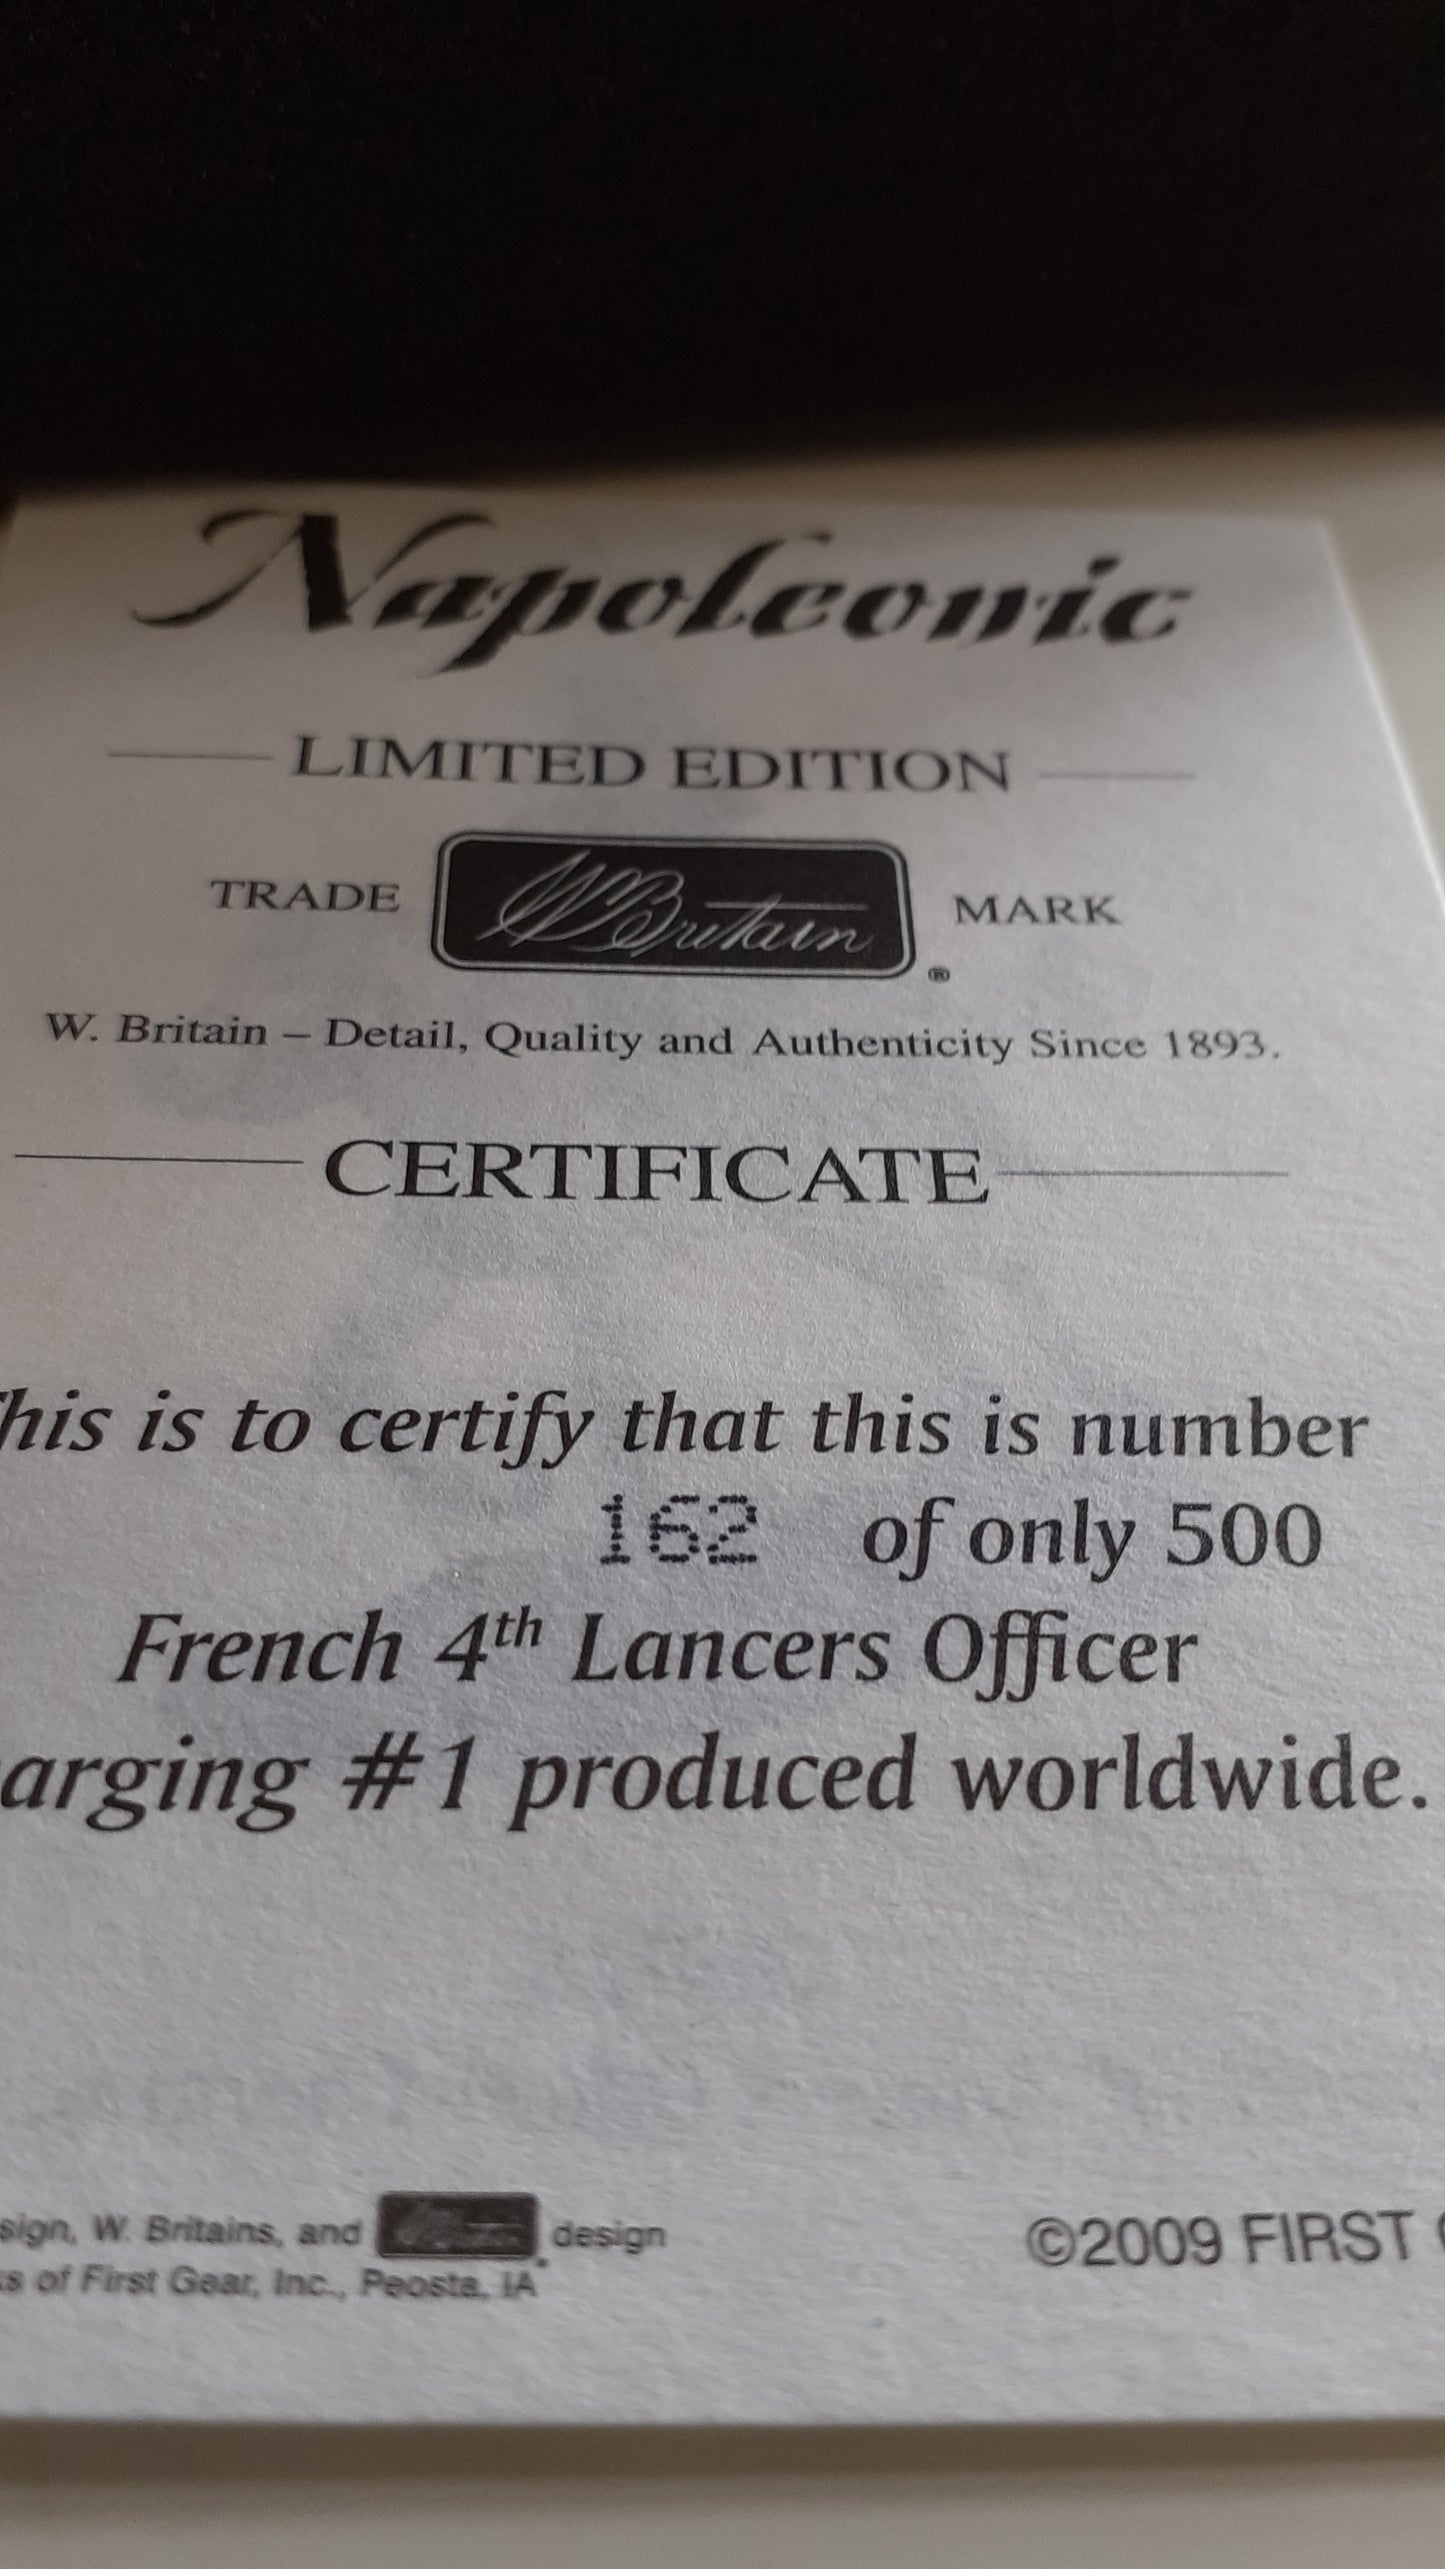 Napoleonic
LIMITED EDITION
TRADE W Britain ® MARK
W. Britain – Detail, Quality and Authenticity Since 1893.
CERTIFICATE
his is to certify that this is number
162 of only 500
French 4th Lancers Officer
arging #1 produced worldwide.
sign, W. Britains, and design
s of First Gear, Inc., Peosta, IA
©2009 FIRST